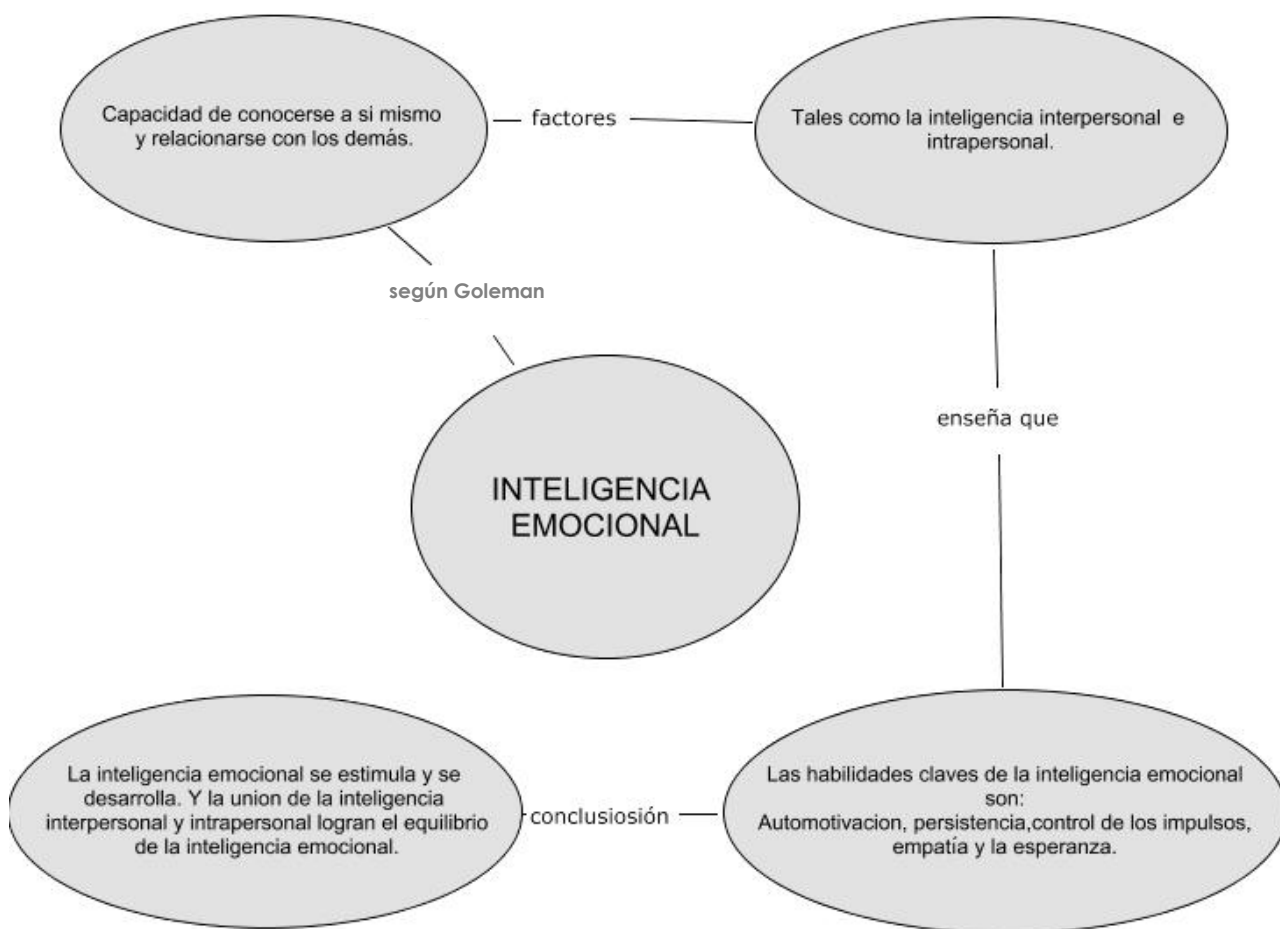 Capacidad de conocerse a si mismo
y relacionarse con los demás.
factores
Tales como la inteligencia interpersonal e
intrapersonal.
según Goleman
enseña que
INTELIGENCIA
EMOCIONAL
La inteligencia emocional se estimula y se
desarrolla. Y la union de la inteligencia
interpersonal y intrapersonal logran el equilibrio
de la inteligencia emocional.
conclusiosión
Las habilidades claves de la inteligencia emocional
son:
Automotivacion, persistencia,control de los impulsos,
empatía y la esperanza.